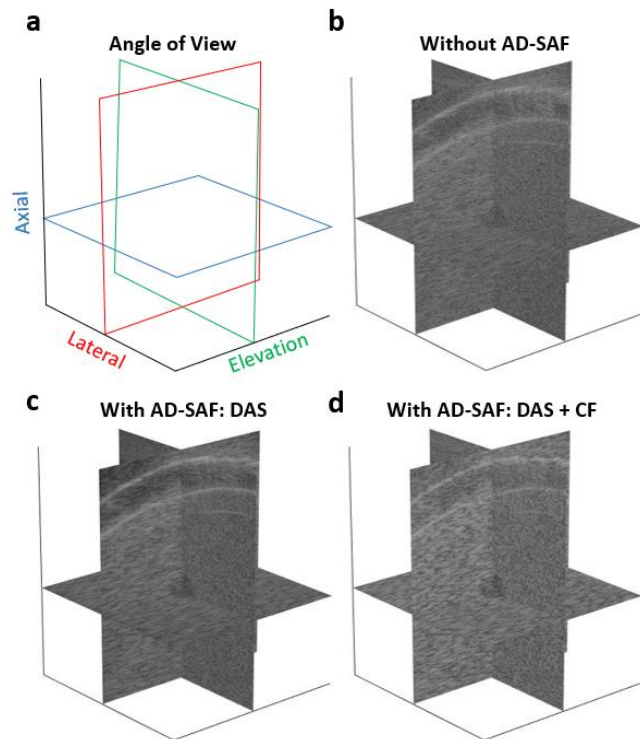 a
Angle of View
Axial
Lateral
Elevation
b
Without AD-SAF
c
With AD-SAF: DAS
d
With AD-SAF: DAS + CF